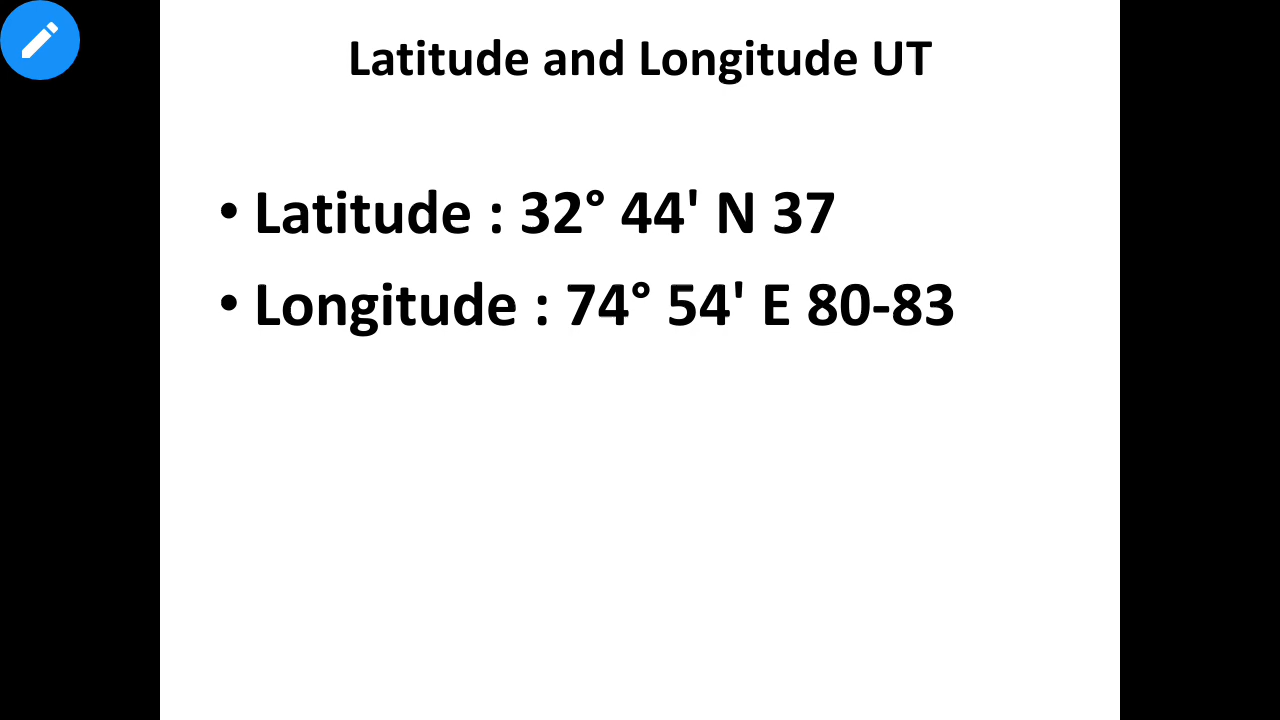 Latitude and Longitude UT
• Latitude : 32° 44' N 37
• Longitude : 74° 54' E 80-83